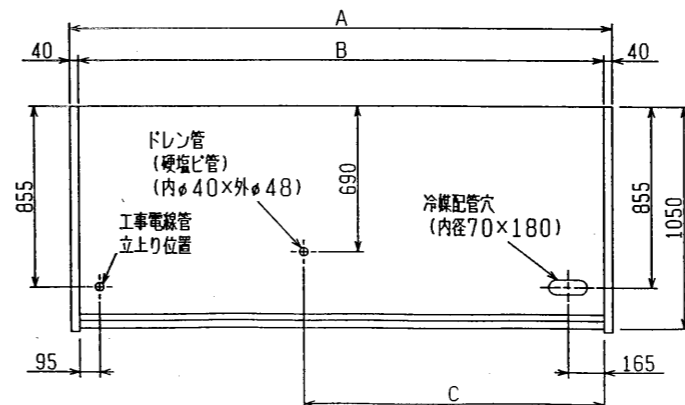 A
40
B
40
ドレン管
(硬塩ビ管)
(内φ40×外φ48)
690
855
工事電線管
立上り位置
冷媒配管穴
(内径70×180)
855
1050
95
165
C